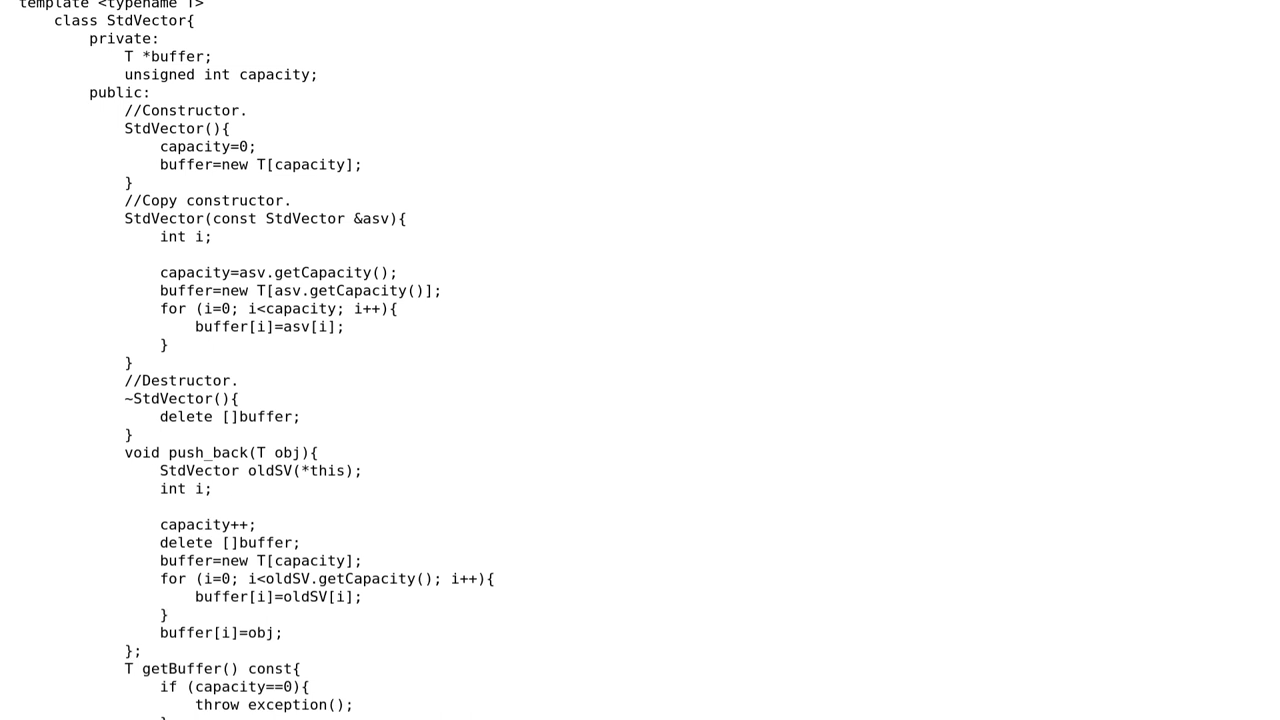 template <typename T>
class StdVector{
private:
T *buffer;
unsigned int capacity;
public:
//Constructor.
StdVector(){
capacity=0;
buffer=new T[capacity];
}
//Copy constructor.
StdVector(const StdVector &asv){
int i;
capacity=asv.getCapacity();
buffer=new T[asv.getCapacity()];
for (i=0; i<capacity; i++){
buffer[i]=asv[i];
}
}
//Destructor.
~StdVector(){
delete []buffer;
}
void push_back(T obj){
StdVector oldSV(*this);
int i;
capacity++;
delete []buffer;
buffer=new T[capacity];
for (i=0; i<oldSV.getCapacity(); i++){
buffer[i]=oldSV[i];
}
buffer[i]=obj;
};
T getBuffer() const{
if (capacity==0){
throw exception();
}